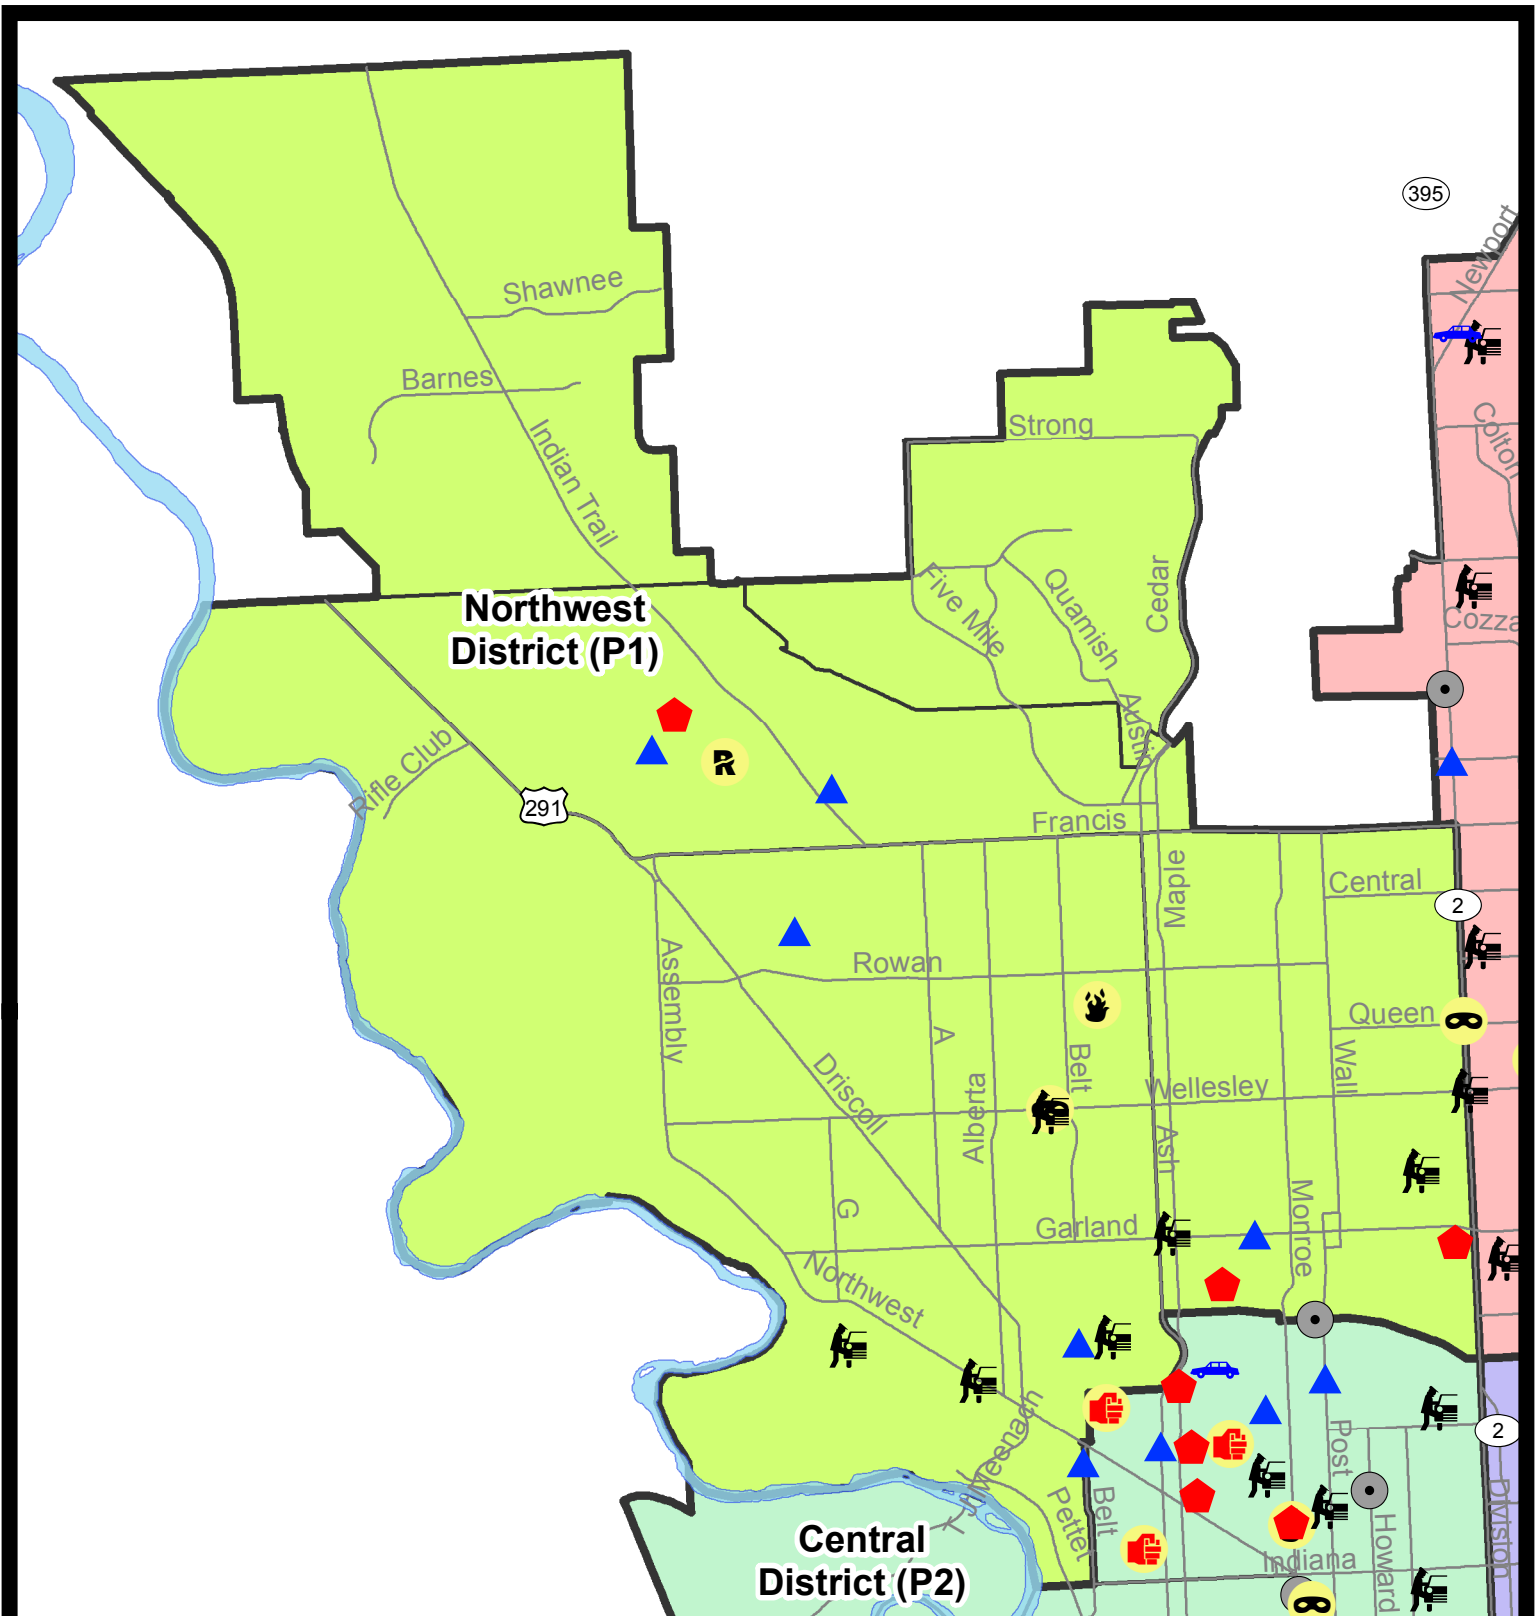 395
Newport
Shawnee
Barnes
Colton
Strong
Indian Trail
Cedar
Five Mile
Quamish
Northwest
District (P1)
Cozza
Austin
Rifle Club
291
Francis
Maple
Central
2
Assembly
Rowan
A
Queen
Belt
Wall
Driscoll
Alberta
Wellesley
Ash
G
Garland
Monroe
Northwest
T J Meenach
Post
2
Pettet
Belt
Division
Howard
Central
District (P2)
Indiana
R